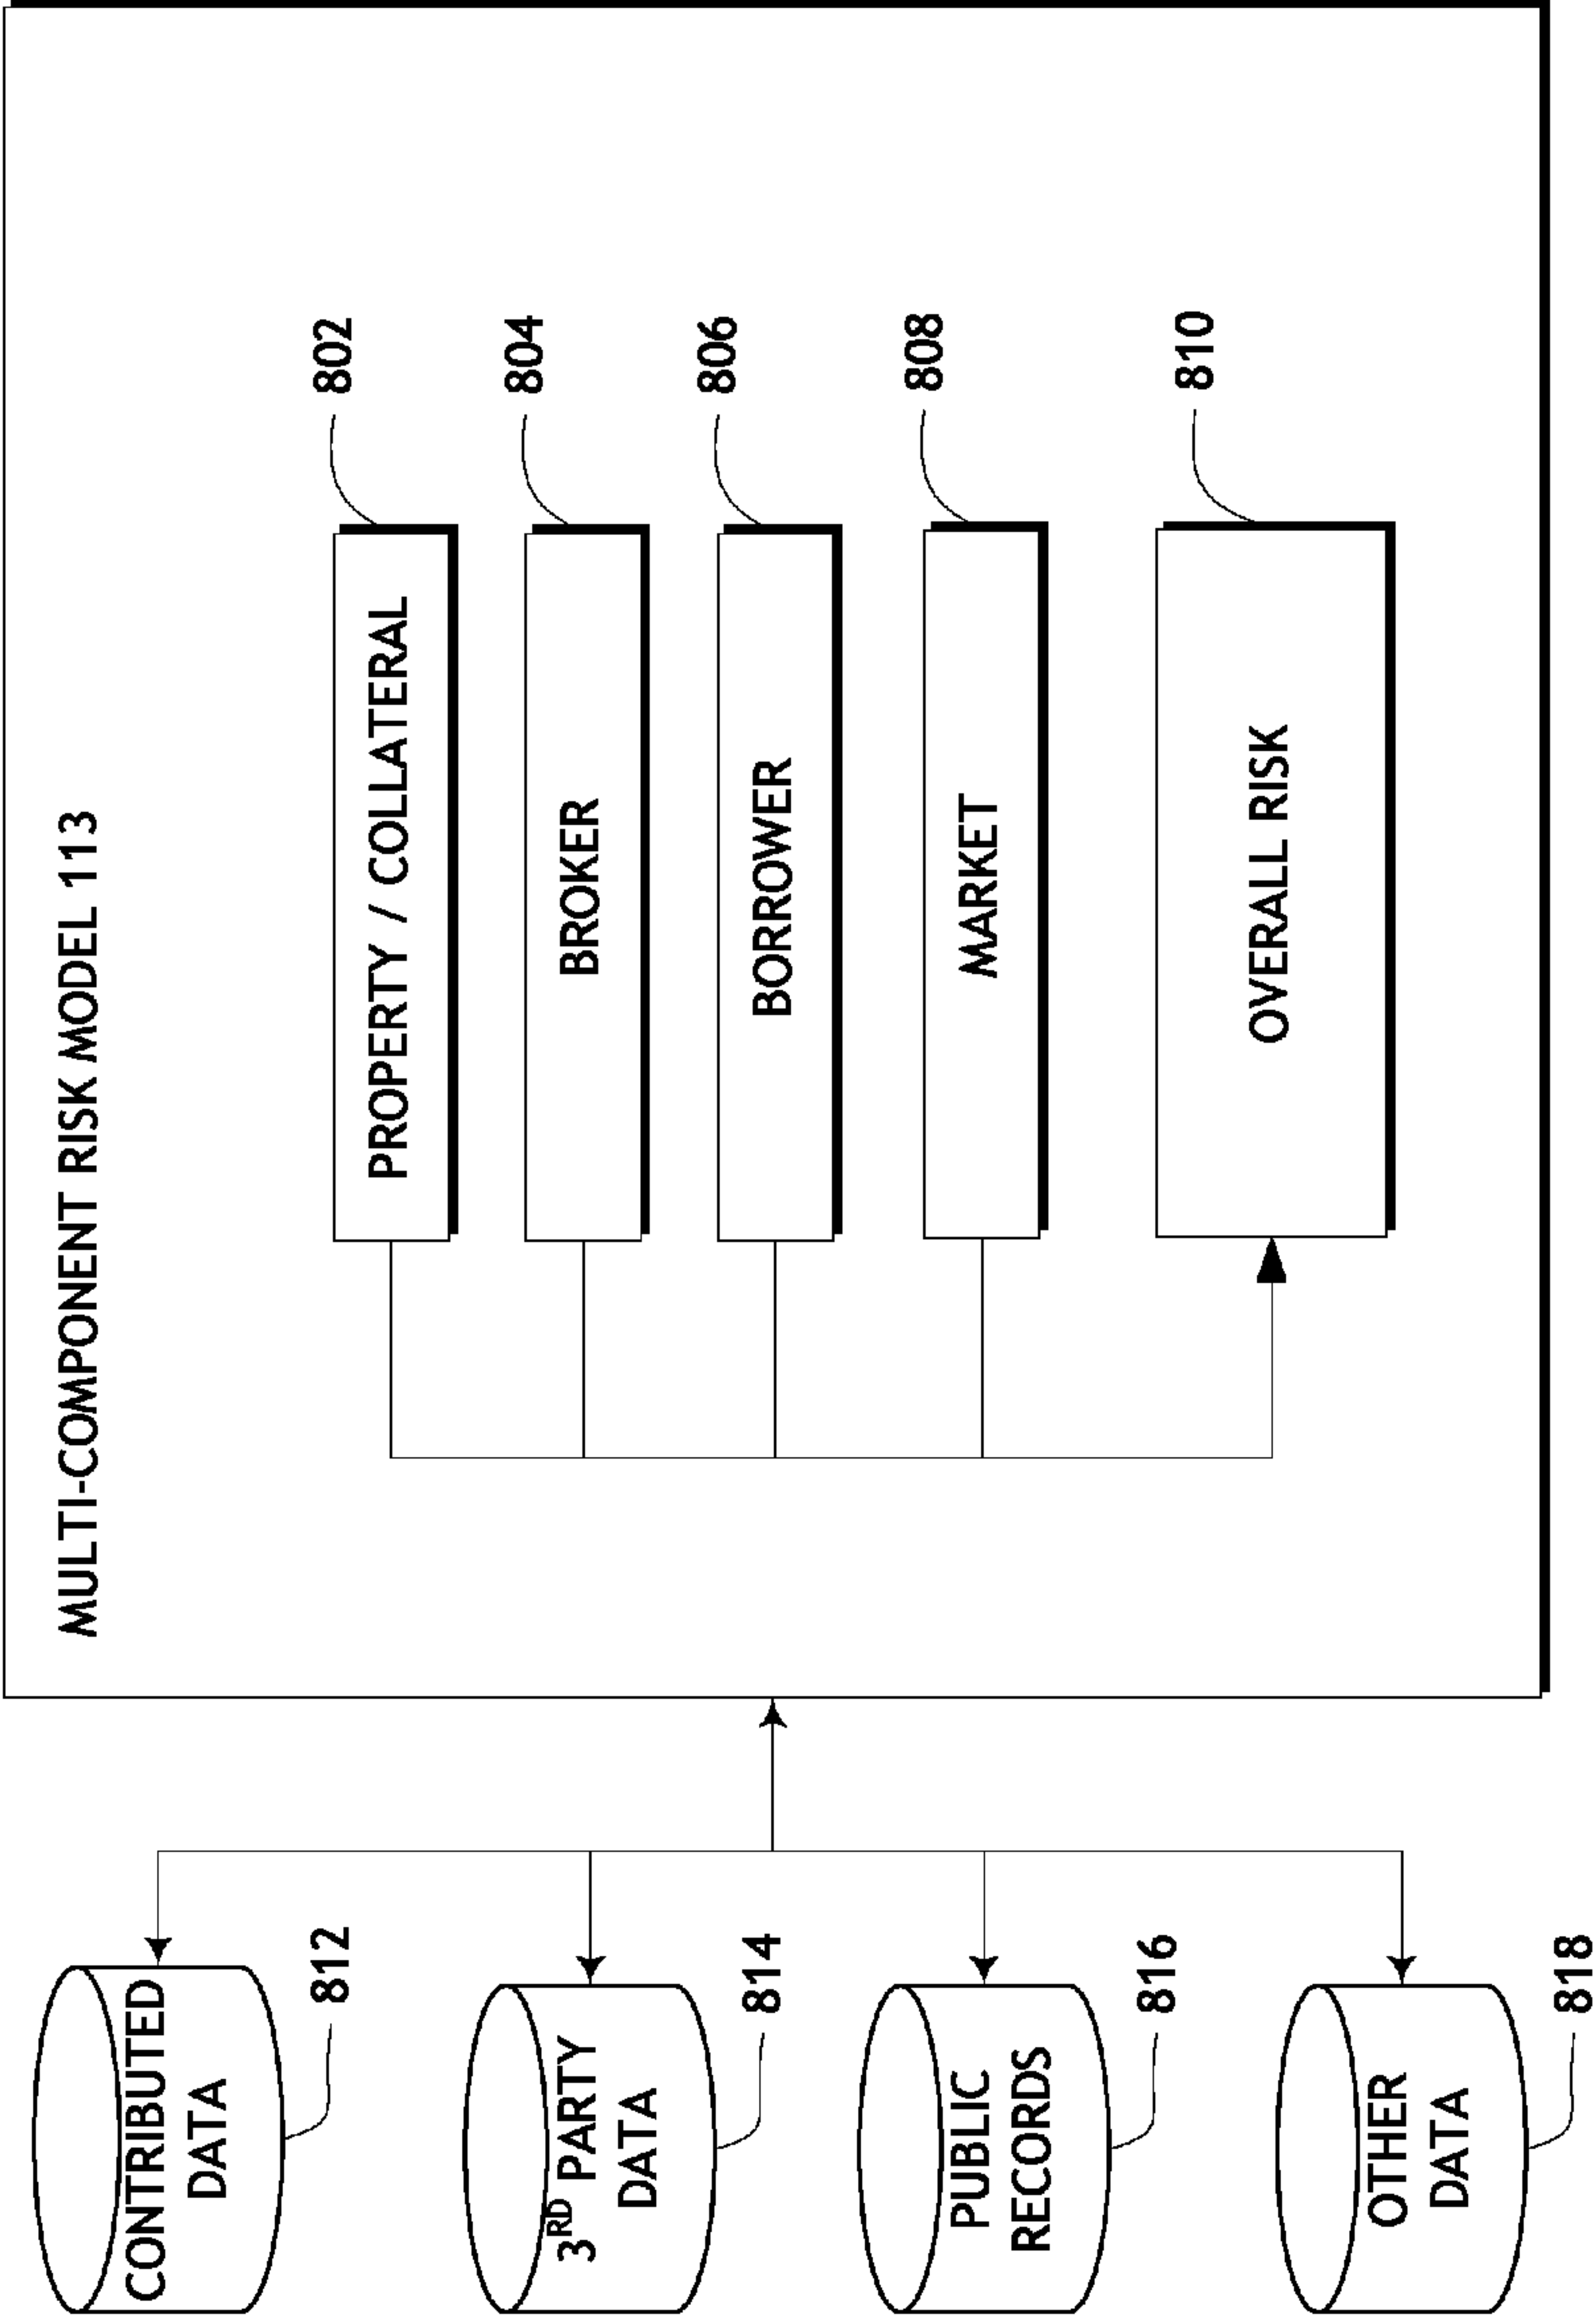 MULTI-COMPONENT RISK MODEL 113
CONTRIBUTED
DATA
812
3RD PARTY
DATA
814
PUBLIC
RECORDS
816
OTHER
DATA
818
PROPERTY / COLLATERAL
802
BROKER
804
BORROWER
806
MARKET
808
OVERALL RISK
810